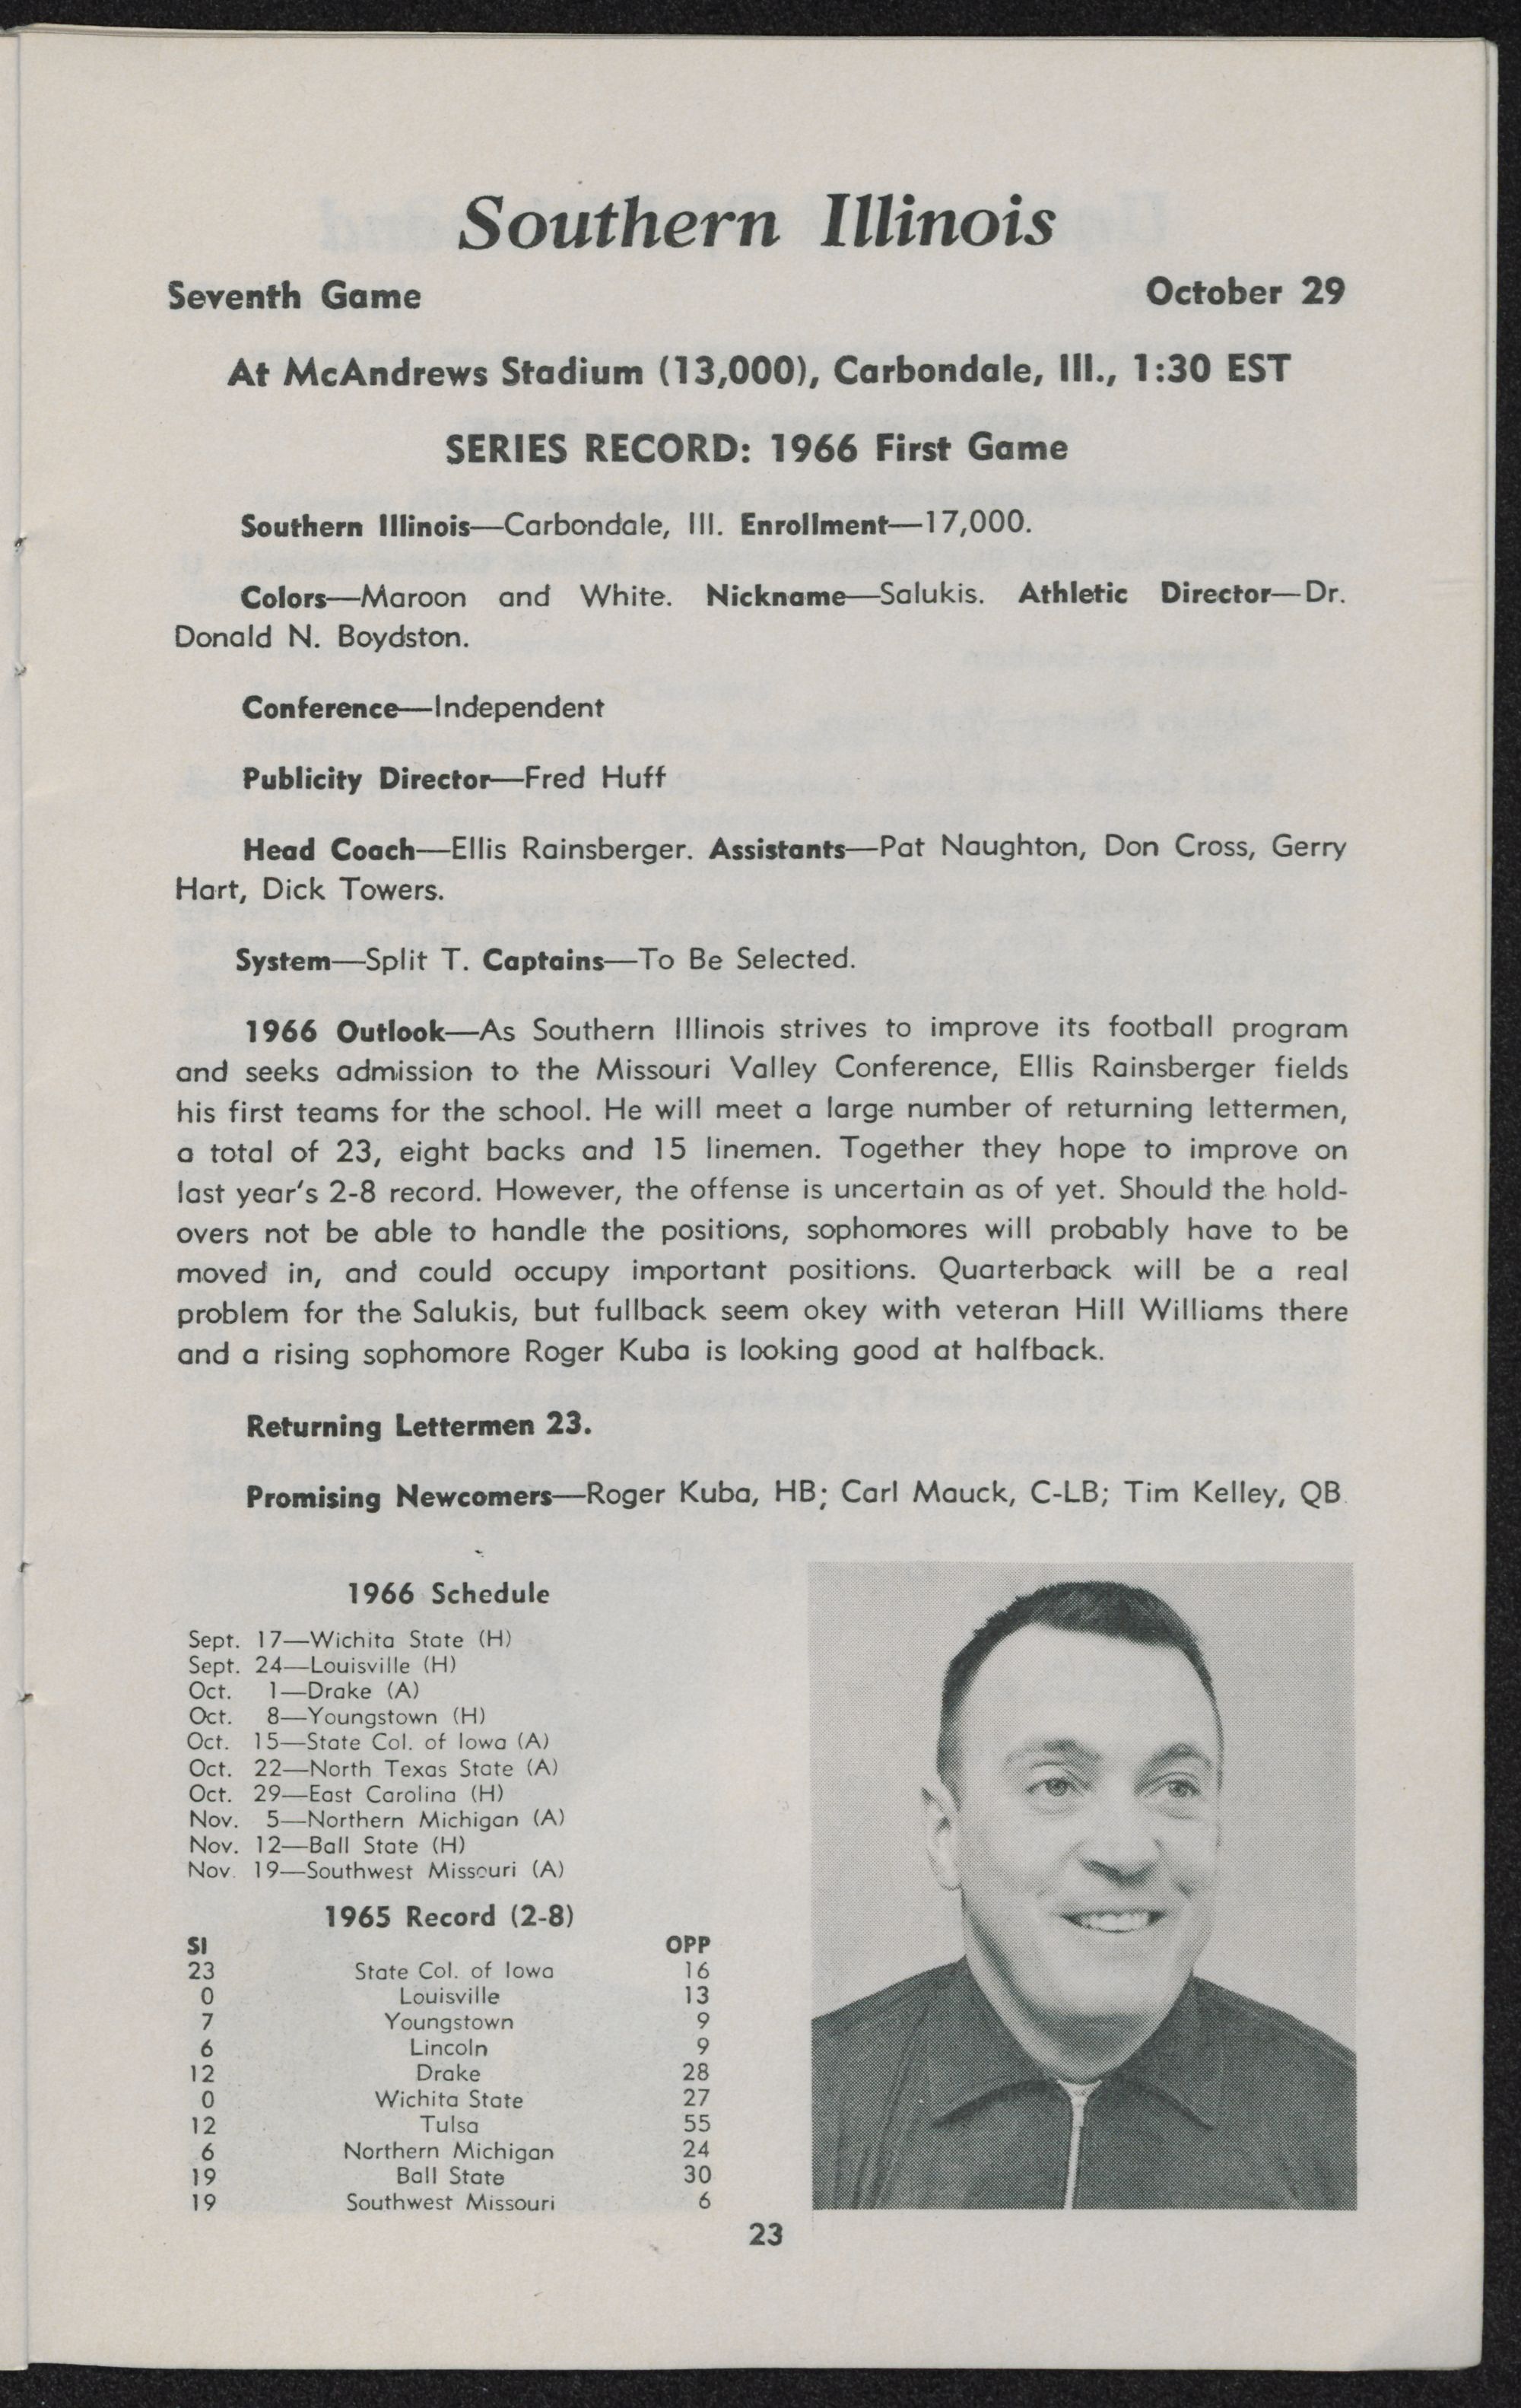 Southern Illinois
Seventh Game October 29
At McAndrews Stadium (13,000), Carbondale, Ill., 1:30 EST
SERIES RECORD: 1966 First Game
Southern Illinois—Carbondale, Ill. Enrollment—17,000.
Colors—Maroon and White. Nickname—Salukis. Athletic Director—Dr.
Donald N. Boydston.
Conference—Independent
Publicity Director—Fred Huff
Head Coach—Ellis Rainsberger. Assistants—Pat Naughton, Don Cross, Gerry
Hart, Dick Towers.
System—Split T. Captains—To Be Selected.
1966 Outlook—As Southern Illinois strives to improve its football program
and seeks admission to the Missouri Valley Conference, Ellis Rainsberger fields
his first teams for the school. He will meet a large number of returning lettermen,
a total of 23, eight backs and 15 linemen. Together they hope to improve on
last year's 2-8 record. However, the offense is uncertain as of yet. Should the hold-
overs not be able to handle the positions, sophomores will probably have to be
moved in, and could occupy important positions. Quarterback will be a real
problem for the Salukis, but fullback seem okey with veteran Hill Williams there
and a rising sophomore Roger Kuba is looking good at halfback.
Returning Lettermen 23.
Promising Newcomers—Roger Kuba, HB; Carl Mauck, C-LB; Tim Kelley, QB.
1966 Schedule
Sept. 17—Wichita State (H)
Sept. 24—Louisville (H)
Oct. 1—Drake (A)
Oct. 8—Youngstown (H)
Oct. 15—State Col. of Iowa (A)
Oct. 22—North Texas State (A)
Oct. 29—East Carolina (H)
Nov. 5—Northern Michigan (A)
Nov. 12—Ball State (H)
Nov. 19—Southwest Missouri (A)
1965 Record (2-8)
SI OPP
23 State Col. of Iowa 16
0 Louisville 13
7 Youngstown 9
6 Lincoln 9
12 Drake 28
0 Wichita State 27
12 Tulsa 55
6 Northern Michigan 24
19 Ball State 30
19 Southwest Missouri 6
23